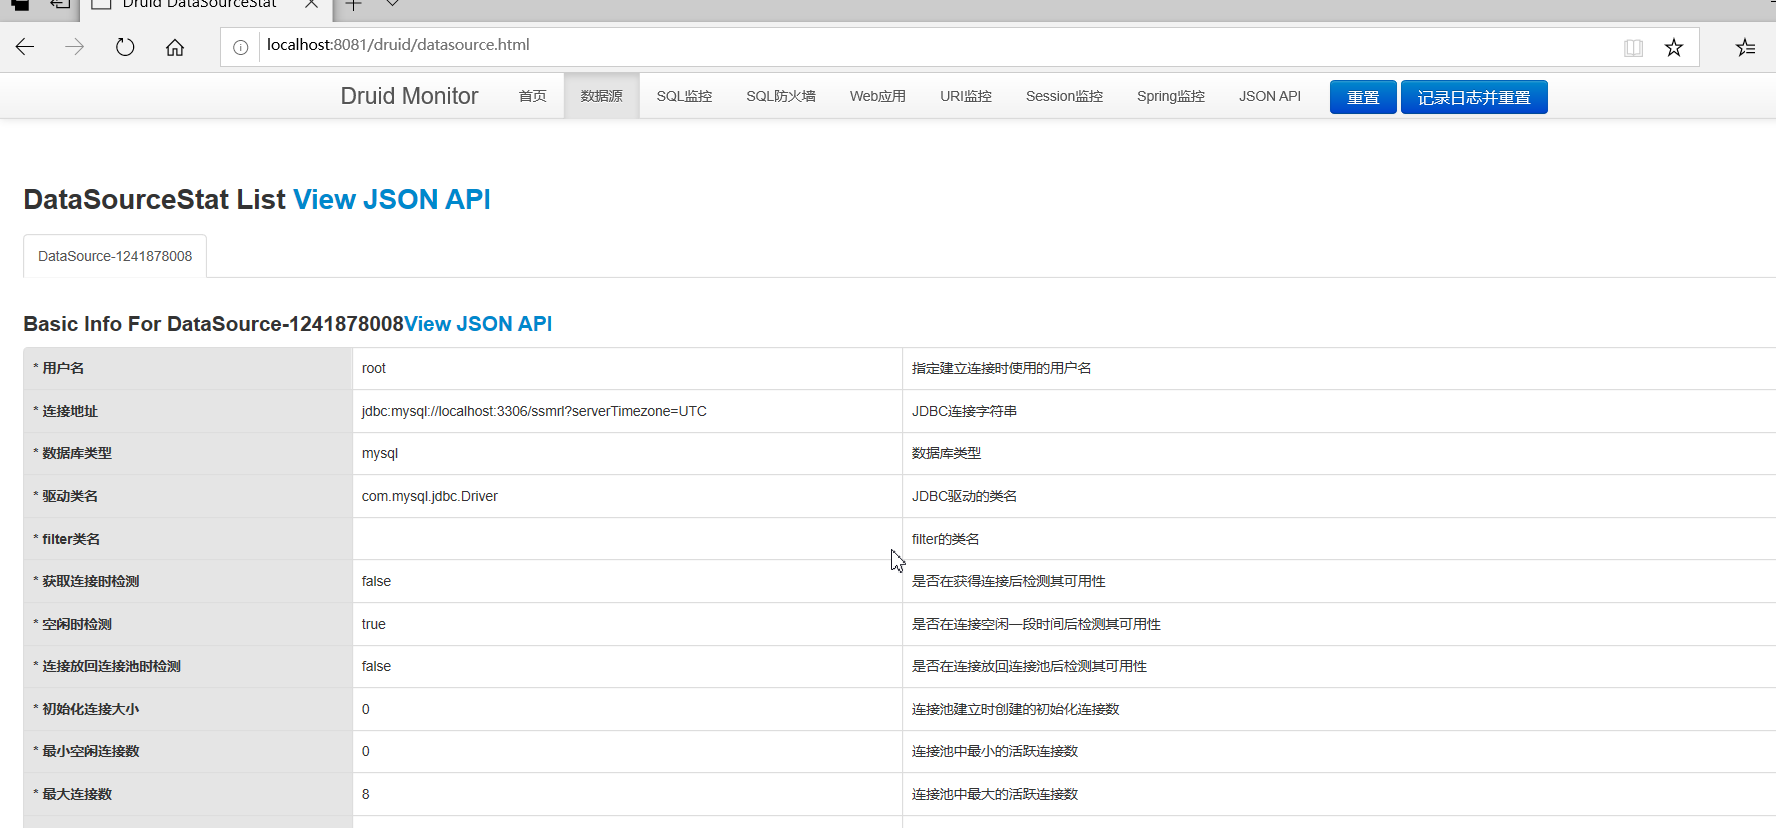 Druid DataSourceStat
localhost:8081/druid/datasource.html
Druid Monitor 首页 数据源 SQL监控 SQL防火墙 Web应用 URI监控 Session监控 Spring监控 JSON API 重置 记录日志并重置
DataSourceStat List View JSON API
DataSource-1241878008
Basic Info For DataSource-1241878008View JSON API
* 用户名 root 指定建立连接时使用的用户名
* 连接地址 jdbc:mysql://localhost:3306/ssmrl?serverTimezone=UTC JDBC连接字符串
* 数据库类型 mysql 数据库类型
* 驱动类名 com.mysql.jdbc.Driver JDBC驱动的类名
* filter类名 filter的类名
* 获取连接时检测 false 是否在获得连接后检测其可用性
* 空闲时检测 true 是否在连接空闲一段时间后检测其可用性
* 连接放回连接池时检测 false 是否在连接放回连接池后检测其可用性
* 初始化连接大小 0 连接池建立时创建的初始化连接数
* 最小空闲连接数 0 连接池中最小的活跃连接数
* 最大连接数 8 连接池中最大的活跃连接数